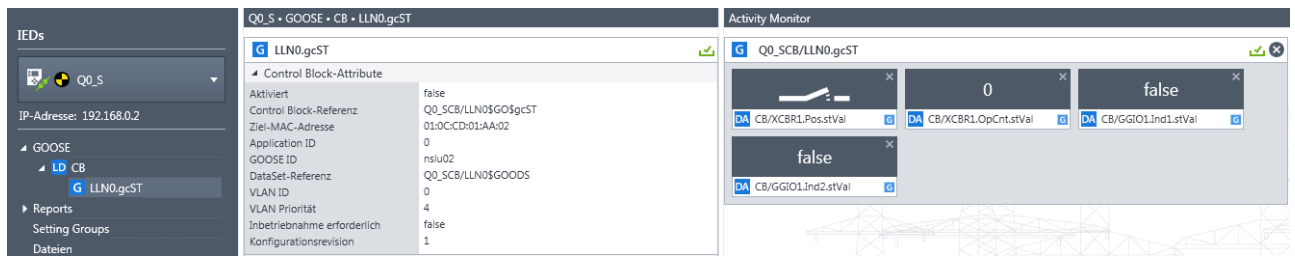 IEDs
Q0_S
IP-Adresse: 192.168.0.2
GOOSE
LD CB
G LLN0.gcST
Reports
Setting Groups
Dateien
Q0_S • GOOSE • CB • LLN0.gcST
G LLN0.gcST
Control Block-Attribute
Aktiviert false
Control Block-Referenz Q0_SCB/LLN0$GO$gcST
Ziel-MAC-Adresse 01:0C:CD:01:AA:02
Application ID 0
GOOSE ID nslu02
DataSet-Referenz Q0_SCB/LLN0$GOODS
VLAN ID 0
VLAN Priorität 4
Inbetriebnahme erforderlich false
Konfigurationsrevision 1
Activity Monitor
G Q0_SCB/LLN0.gcST
DA CB/XCBR1.Pos.stVal G
0
DA CB/XCBR1.OpCnt.stVal G
false
DA CB/GGIO1.Ind1.stVal G
false
DA CB/GGIO1.Ind2.stVal G